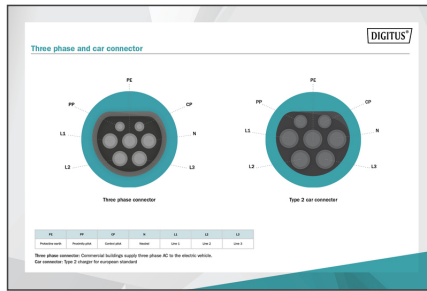 DIGITUS®
Three phase and car connector
PE
PP
CP
L1
N
L2
L3
Three phase connector
PE
PP
CP
L1
N
L2
L3
Type 2 car connector
PE PP CP N L1 L2 L3
Protective earth Proximity pilot Control pilot Neutral Line 1 Line 2 Line 3
Three phase connector: Commercial buildings supply three phase AC to the electric vehicle.
Car connector: Type 2 charger for european standard